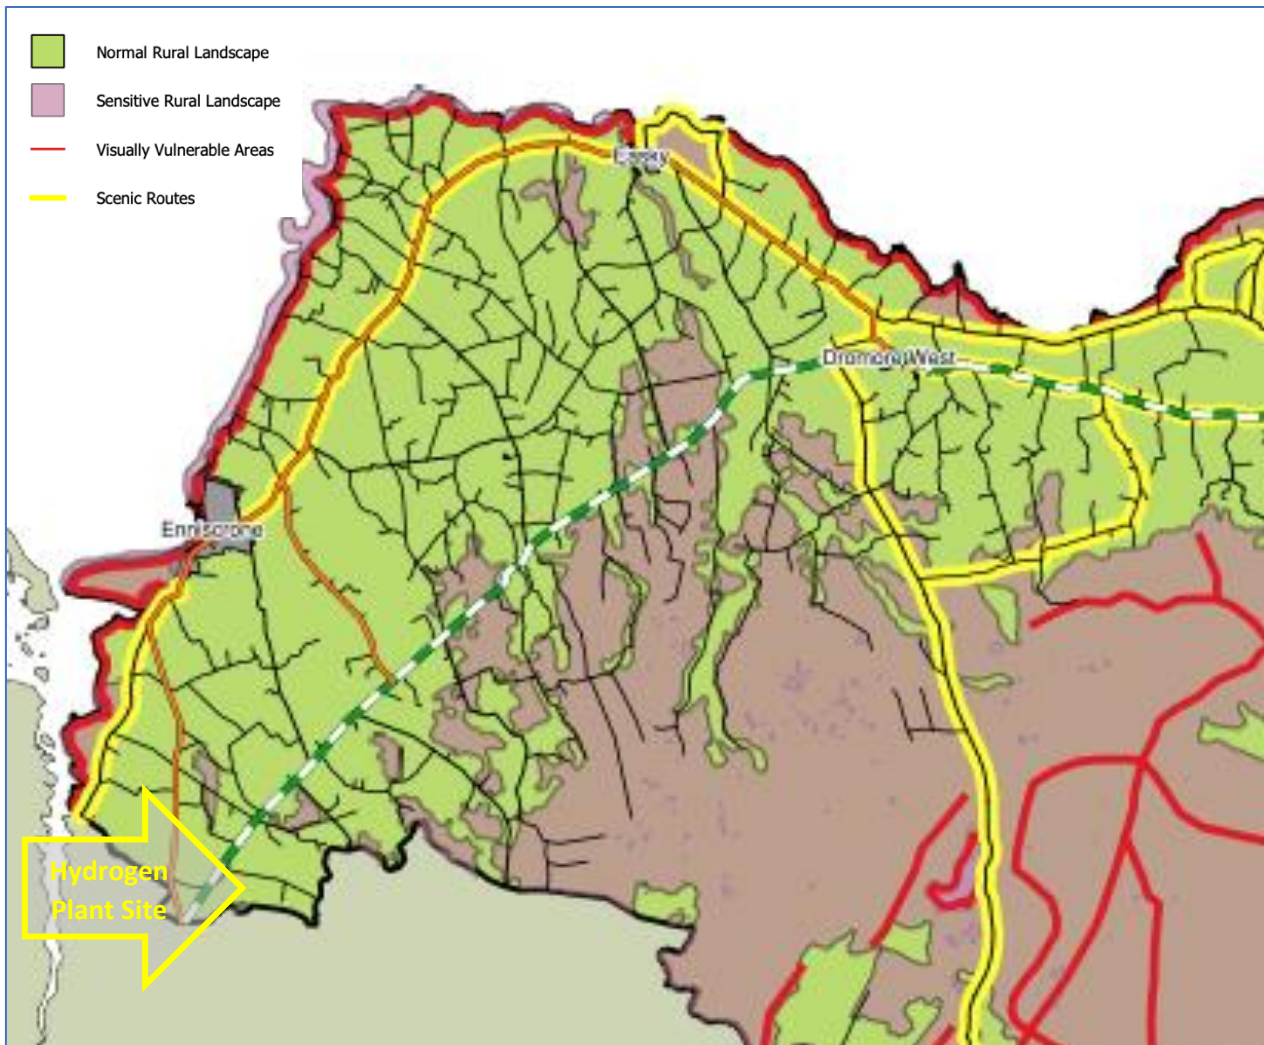 Normal Rural Landscape
Sensitive Rural Landscape
Visually Vulnerable Areas
Scenic Routes
Easky
Dromore West
Enniscrone
Hydrogen
Plant Site